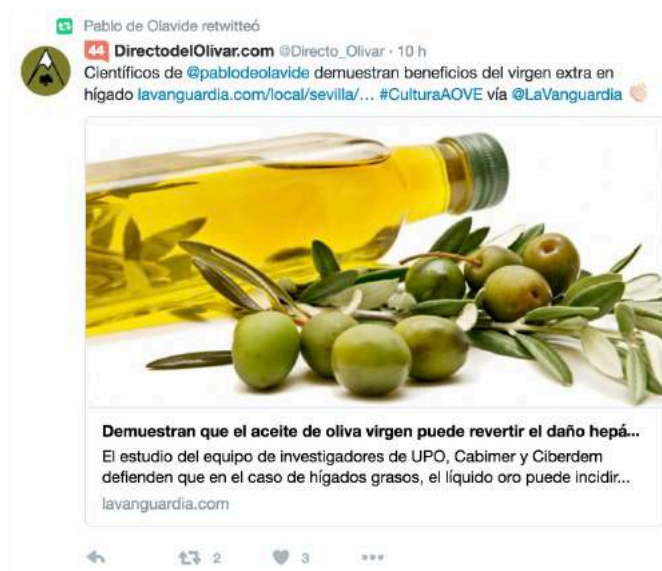 Pablo de Olavide retwitteó
44 DirectodelOlivar.com @Directo_Olivar · 10 h
Científicos de @pablodeolavide demuestran beneficios del virgen extra en
hígado lavanguardia.com/local/sevilla/... #CulturaAOVE vía @LaVanguardia 👏🏻
Demuestran que el aceite de oliva virgen puede revertir el daño hepá...
El estudio del equipo de investigadores de UPO, Cabimer y Ciberdem
defienden que en el caso de hígados grasos, el líquido oro puede incidir...
lavanguardia.com
2 3